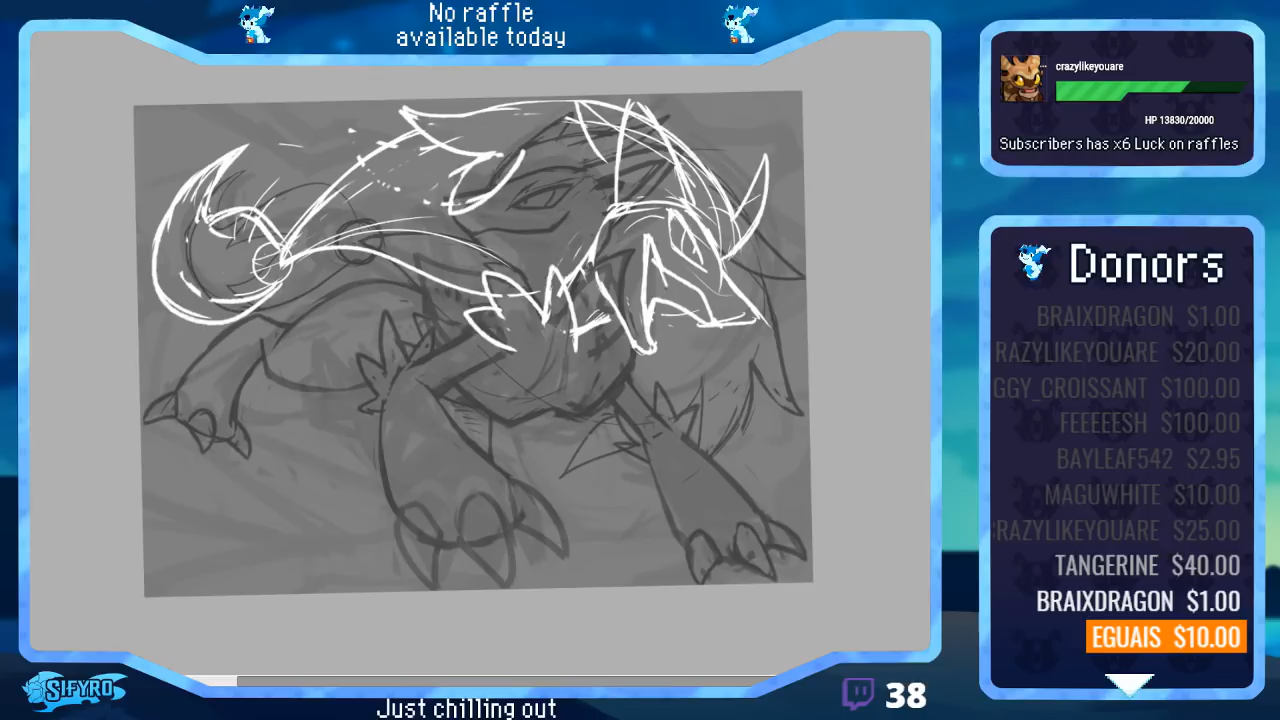 No raffle
available today
crazylikeyouare
HP 13830/20000
Subscribers has x6 Luck on raffles
Donors
BRAIXDRAGON $1.00
RAZYLIKEYOUARE $20.00
GGY_CROISSANT $100.00
FEEEEESH $100.00
BAYLEAF542 $2.95
MAGUWHITE $10.00
RAZYLIKEYOUARE $25.00
TANGERINE $40.00
BRAIXDRAGON $1.00
EGUAIS $10.00
SIFYRO
Just chilling out
38